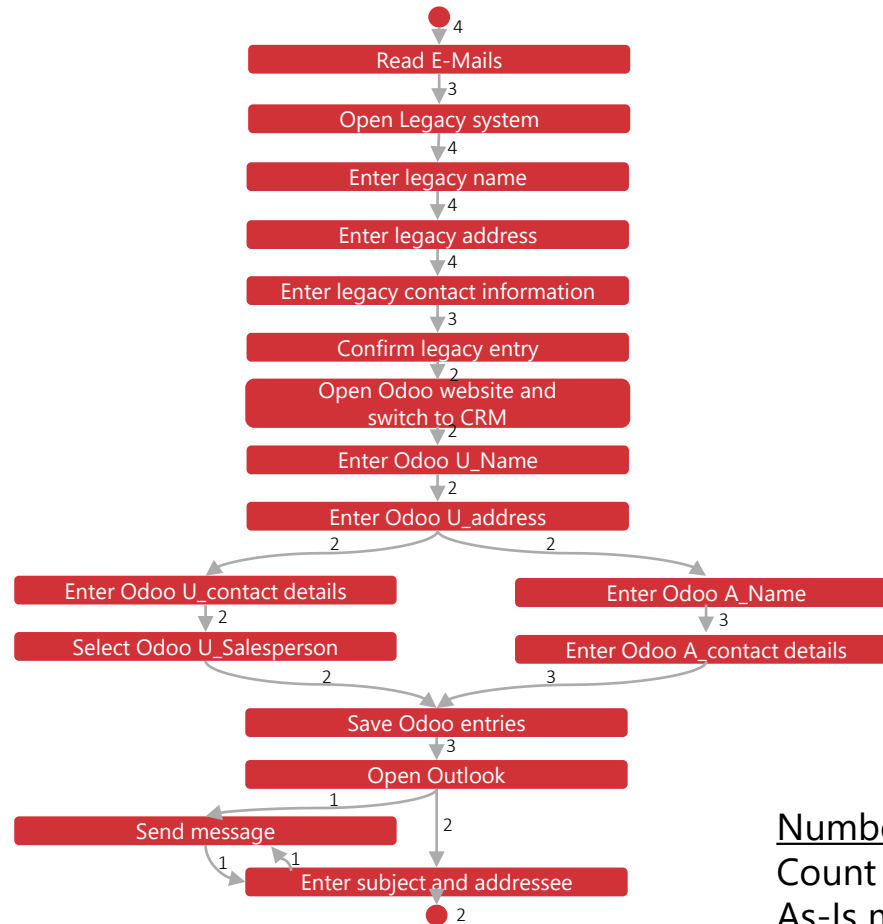 4
Read E-Mails
3
Open Legacy system
4
Enter legacy name
4
Enter legacy address
4
Enter legacy contact information
3
Confirm legacy entry
2
Open Odoo website and
switch to CRM
2
Enter Odoo U_Name
2
Enter Odoo U_address
2 2
Enter Odoo U_contact details Enter Odoo A_Name
2 3
Select Odoo U_Salesperson Enter Odoo A_contact details
2 3
Save Odoo entries
3
Open Outlook
1
2
Send message
1 1
Enter subject and addressee
2
Count
As-Is